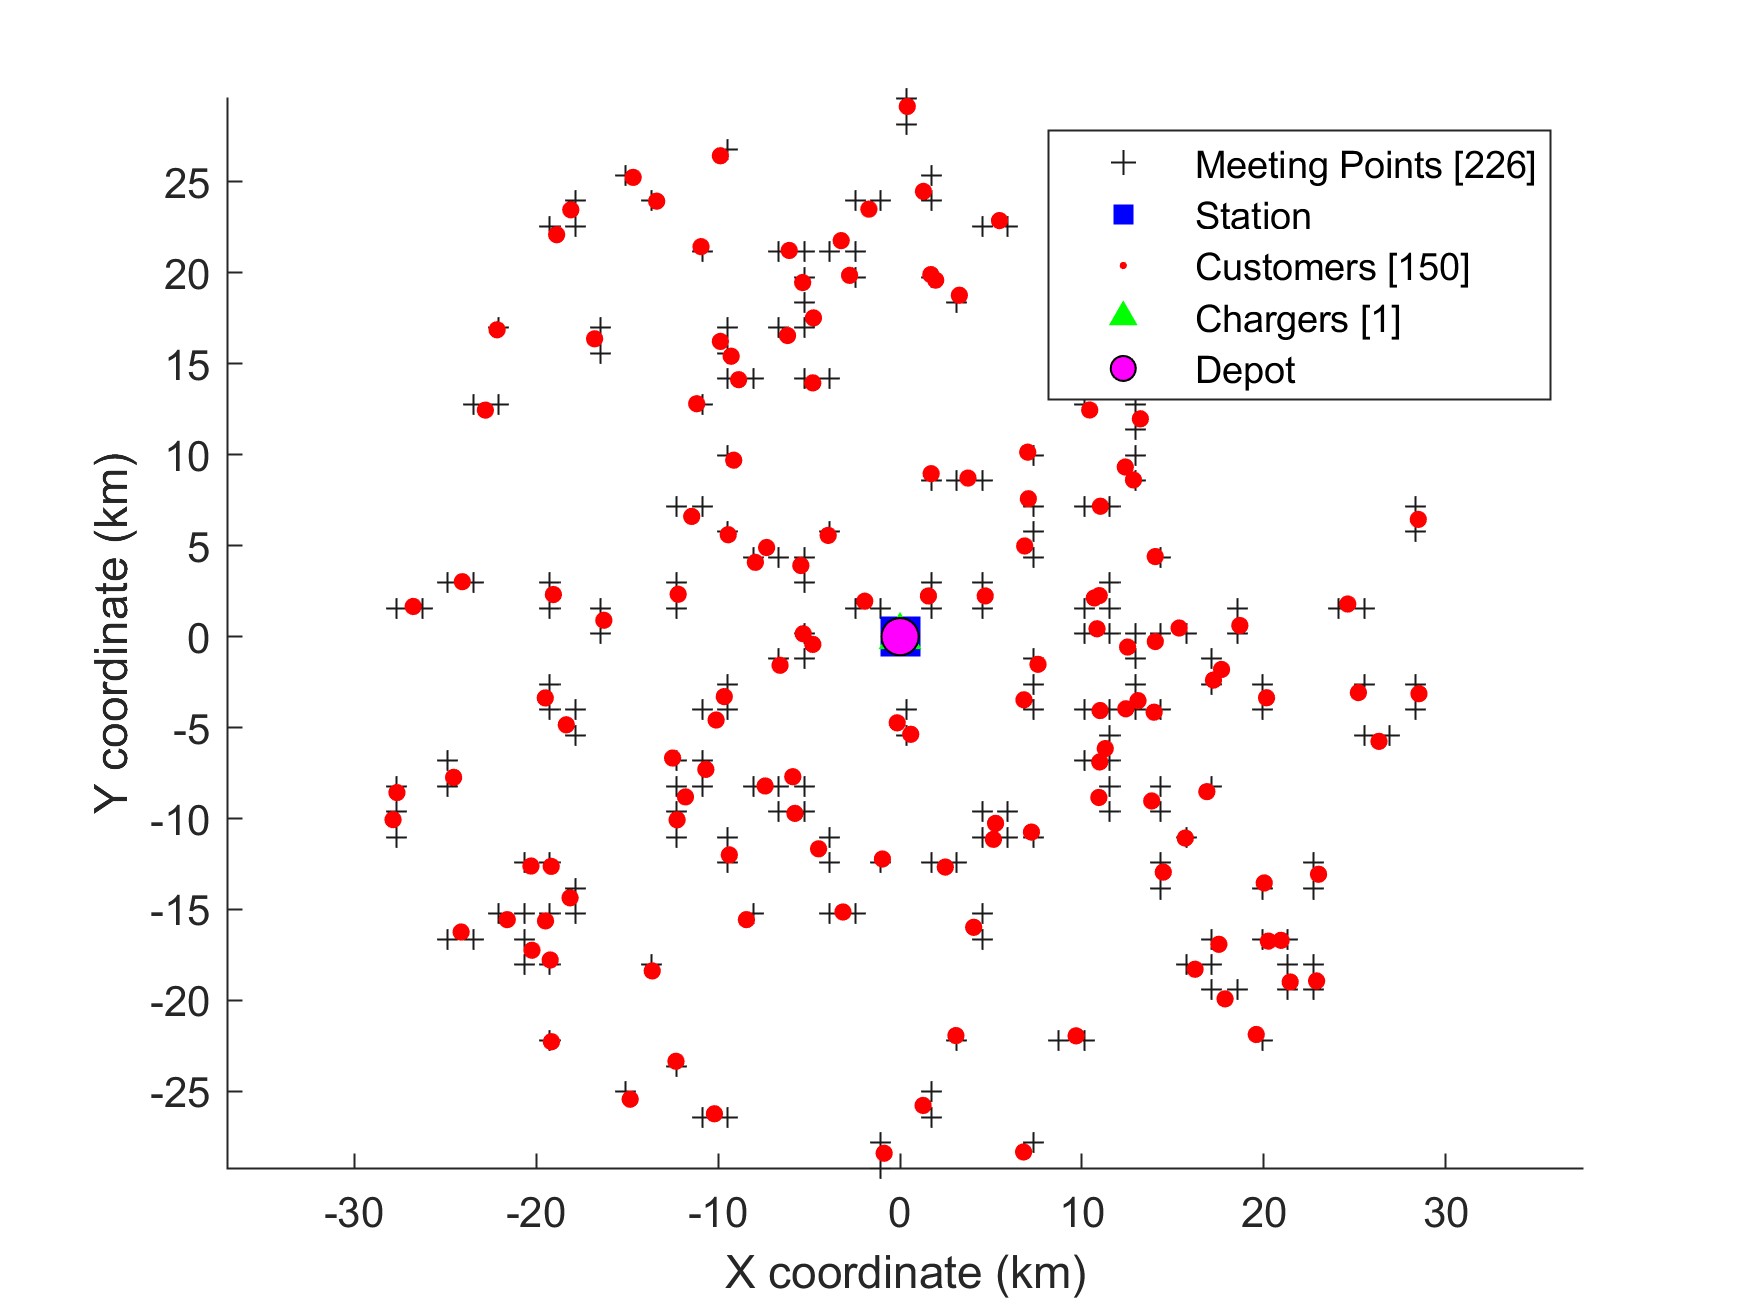 Meeting Points [226]
Station
Customers [150]
Chargers [1]
Depot
25
20
15
10
5
0
-5
-10
-15
-20
-25
Y coordinate (km)
-30 -20 -10 0 10 20 30
X coordinate (km)